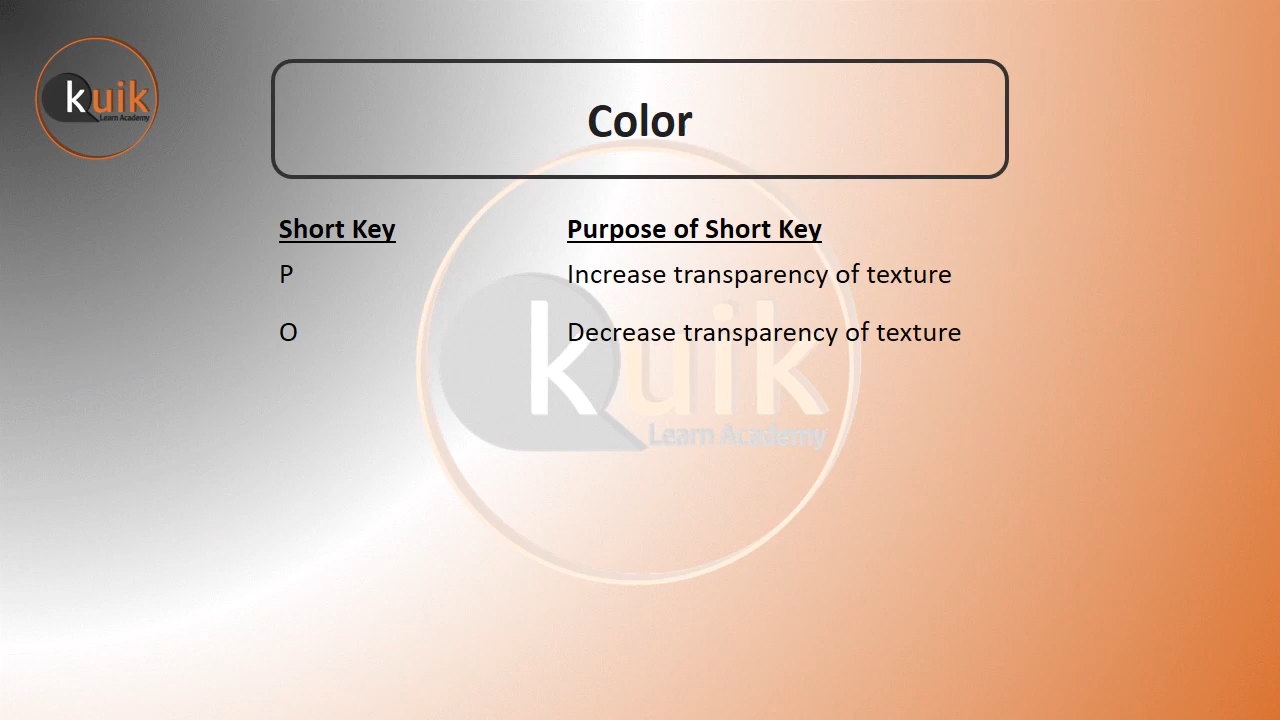 kuik
Learn Academy
Color
Short Key Purpose of Short Key
P Increase transparency of texture
O Decrease transparency of texture
kuik
Learn Academy